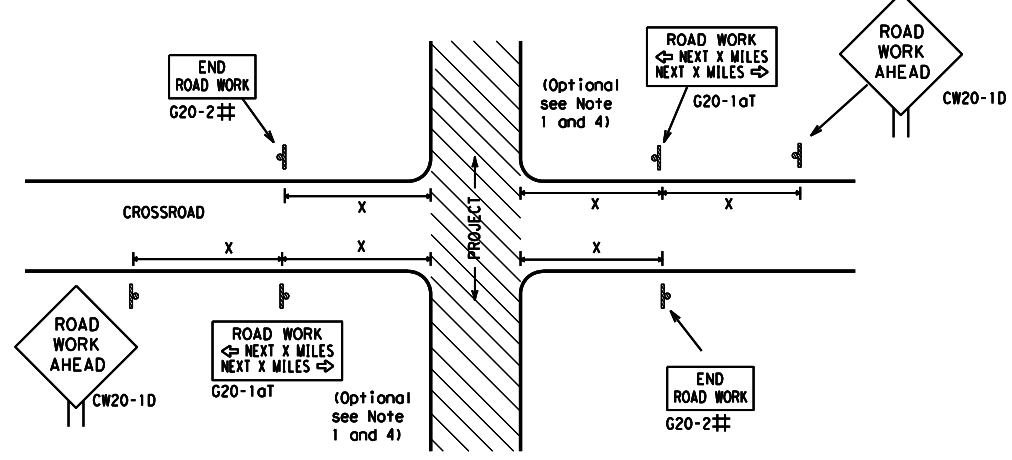 END
ROAD WORK
G20-2#
(Optional
see Note
1 and 4)
ROAD WORK
⇦ NEXT X MILES
NEXT X MILES ⇨
G20-1aT
ROAD
WORK
AHEAD
CW20-1D
X
X
X
CROSSROAD
PROJECT
X
X
X
ROAD
WORK
AHEAD
CW20-1D
ROAD WORK
⇦ NEXT X MILES
NEXT X MILES ⇨
G20-1aT
(Optional
see Note
1 and 4)
END
ROAD WORK
G20-2#